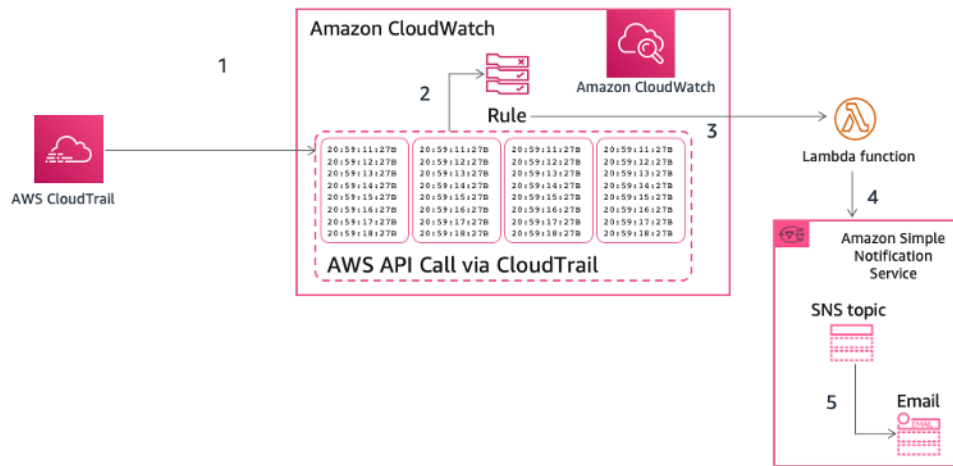 Amazon CloudWatch
1
Amazon CloudWatch
2
Rule
3
Lambda function
AWS CloudTrail
20:59:11:27B 20:59:11:27B 20:59:11:27B 20:59:11:27B
20:59:12:27B 20:59:12:27B 20:59:12:27B 20:59:12:27B
20:59:13:27B 20:59:13:27B 20:59:13:27B 20:59:13:27B
20:59:14:27B 20:59:14:27B 20:59:14:27B 20:59:14:27B
20:59:15:27B 20:59:15:27B 20:59:15:27B 20:59:15:27B
20:59:16:27B 20:59:16:27B 20:59:16:27B 20:59:16:27B
20:59:17:27B 20:59:17:27B 20:59:17:27B 20:59:17:27B
20:59:18:27B 20:59:18:27B 20:59:18:27B 20:59:18:27B
AWS API Call via CloudTrail
4
Amazon Simple
Notification
Service
SNS topic
5
Email
EMAIL